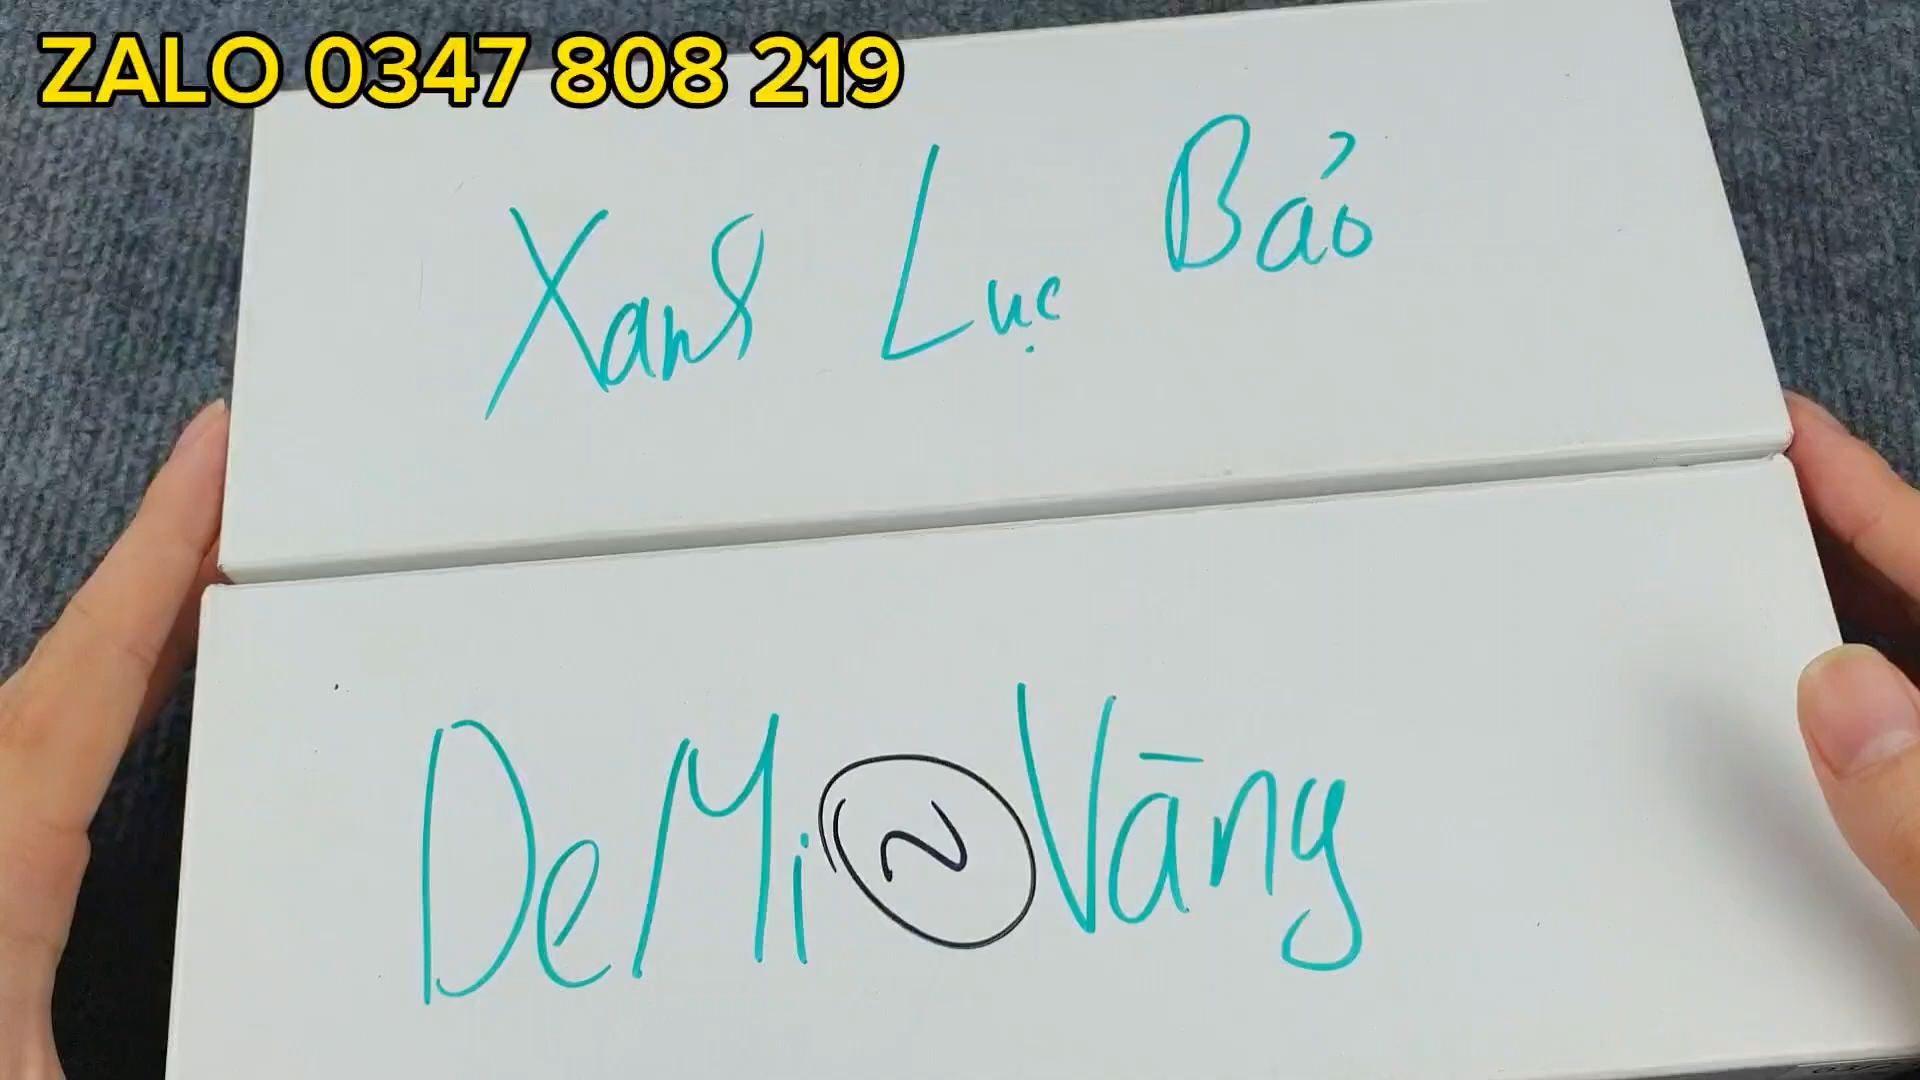 ZALO 0347 808 219
Xanh Lục Bảo
DeMi N Vàng